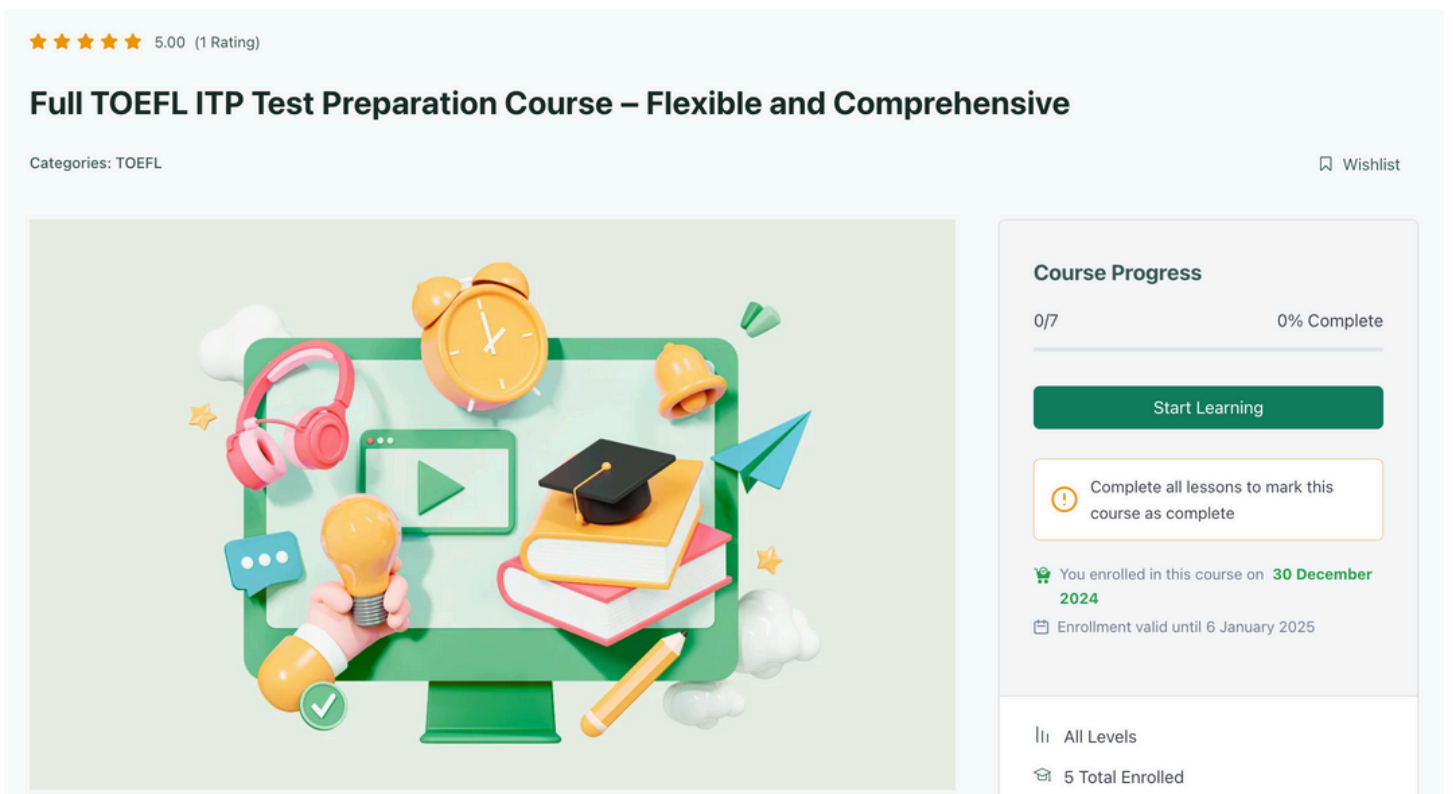 5.00 (1 Rating)
Full TOEFL ITP Test Preparation Course – Flexible and Comprehensive
Categories: TOEFL
Wishlist
Course Progress
0/7 0% Complete
Start Learning
Complete all lessons to mark this
course as complete
You enrolled in this course on 30 December
2024
Enrollment valid until 6 January 2025
All Levels
5 Total Enrolled